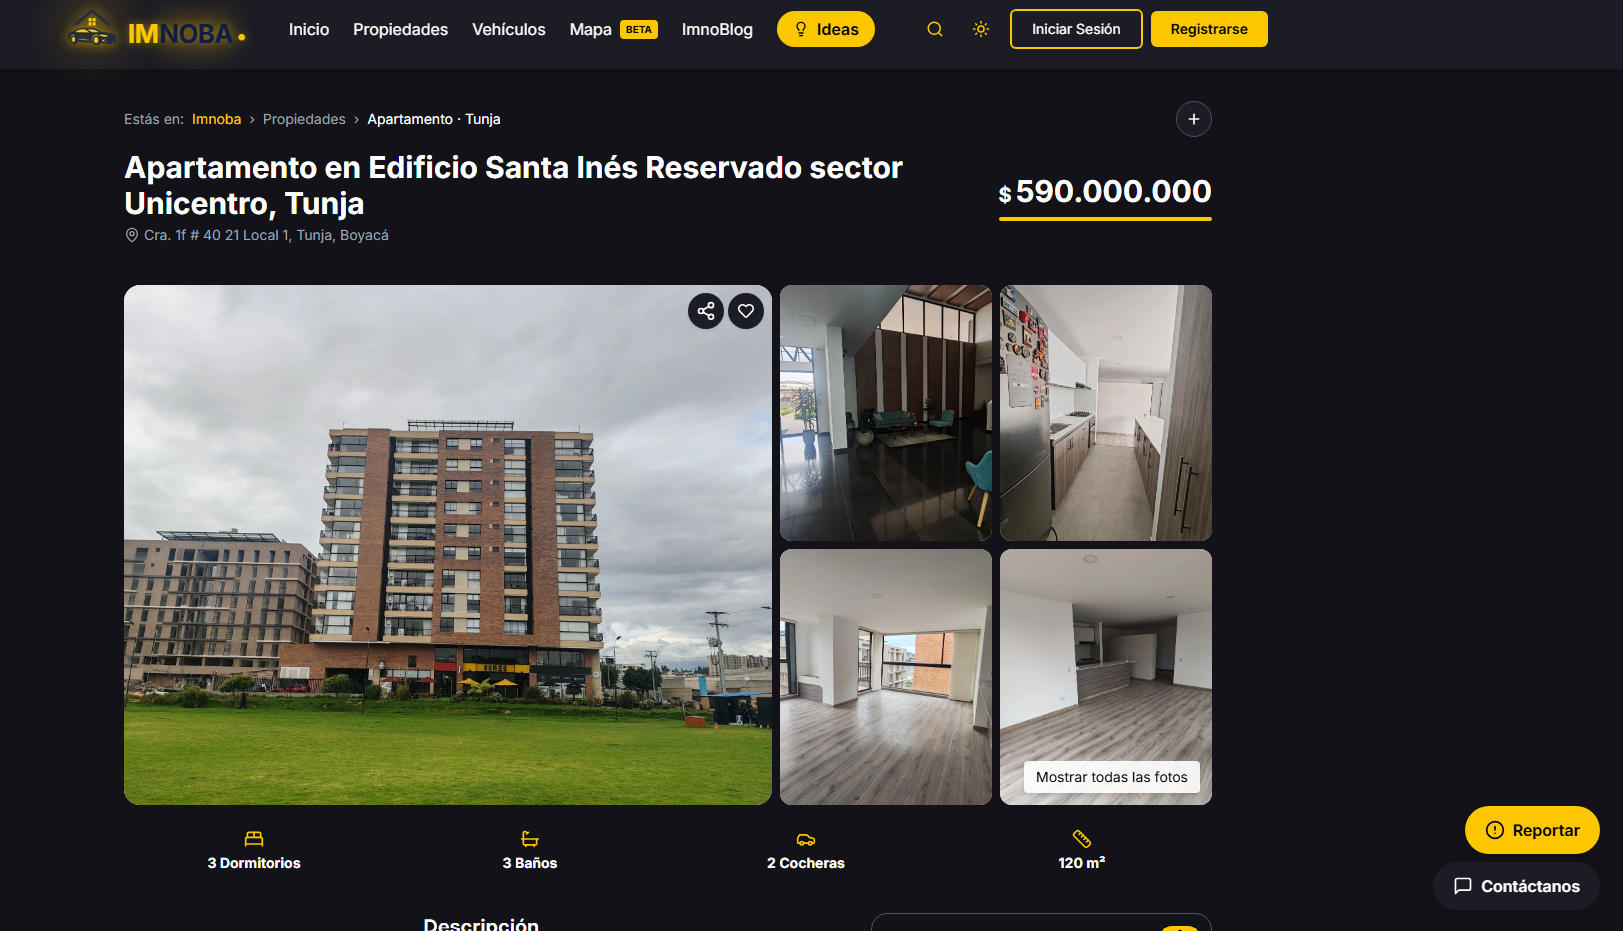 IMNOBA
Inicio
Propiedades
Vehículos
Mapa BETA
ImnoBlog
Ideas
Iniciar Sesión
Registrarse
Estás en: Imnoba › Propiedades › Apartamento · Tunja
Apartamento en Edificio Santa Inés Reservado sector
Unicentro, Tunja
$ 590.000.000
Cra. 1f # 40 21 Local 1, Tunja, Boyacá
Mostrar todas las fotos
3 Dormitorios
3 Baños
2 Cocheras
120 m²
Reportar
Contáctanos
Descripción